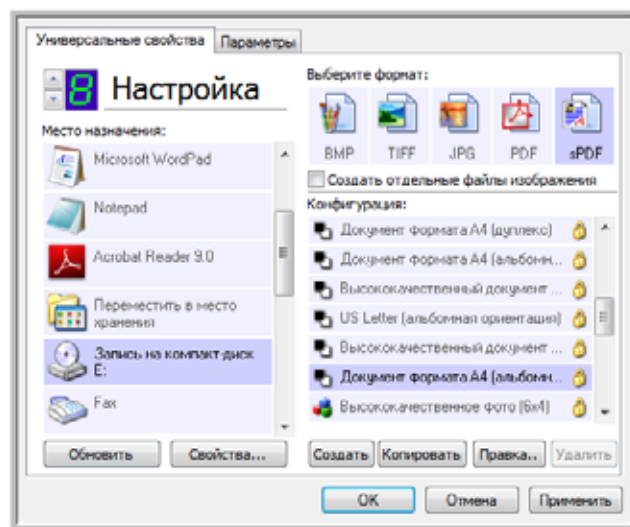 Универсальные свойства
Параметры
8
Настройка
Место назначения:
Microsoft WordPad
Notepad
Acrobat Reader 9.0
Переместить в место
хранения
Запись на компакт-диск
E:
Fax
Обновить
Свойства...
Выберите формат:
BMP
TIFF
JPG
PDF
sPDF
Создать отдельные файлы изображения
Конфигурация:
Документ формата A4 (дуплекс)
Документ формата A4 (альбомн...
Высококачественный документ ...
US Letter (альбомная ориентация)
Высококачественный документ ...
Документ формата A4 (альбомн...
Высококачественное фото (6x4)
Создать
Копировать
Правка..
Удалить
OK
Отмена
Применить